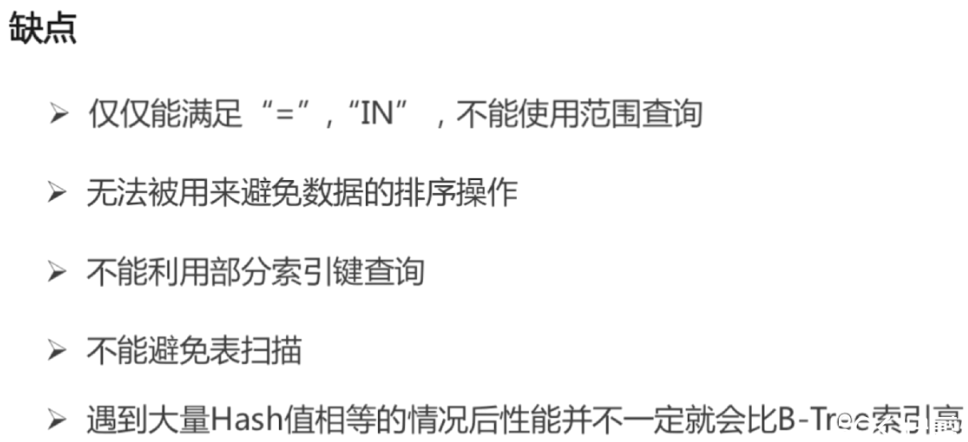 缺点
➢ 仅仅能满足“=”,“IN”,不能使用范围查询
➢ 无法被用来避免数据的排序操作
➢ 不能利用部分索引键查询
➢ 不能避免表扫描
➢ 遇到大量Hash值相等的情况后性能并不一定就会比B-Tree索引高